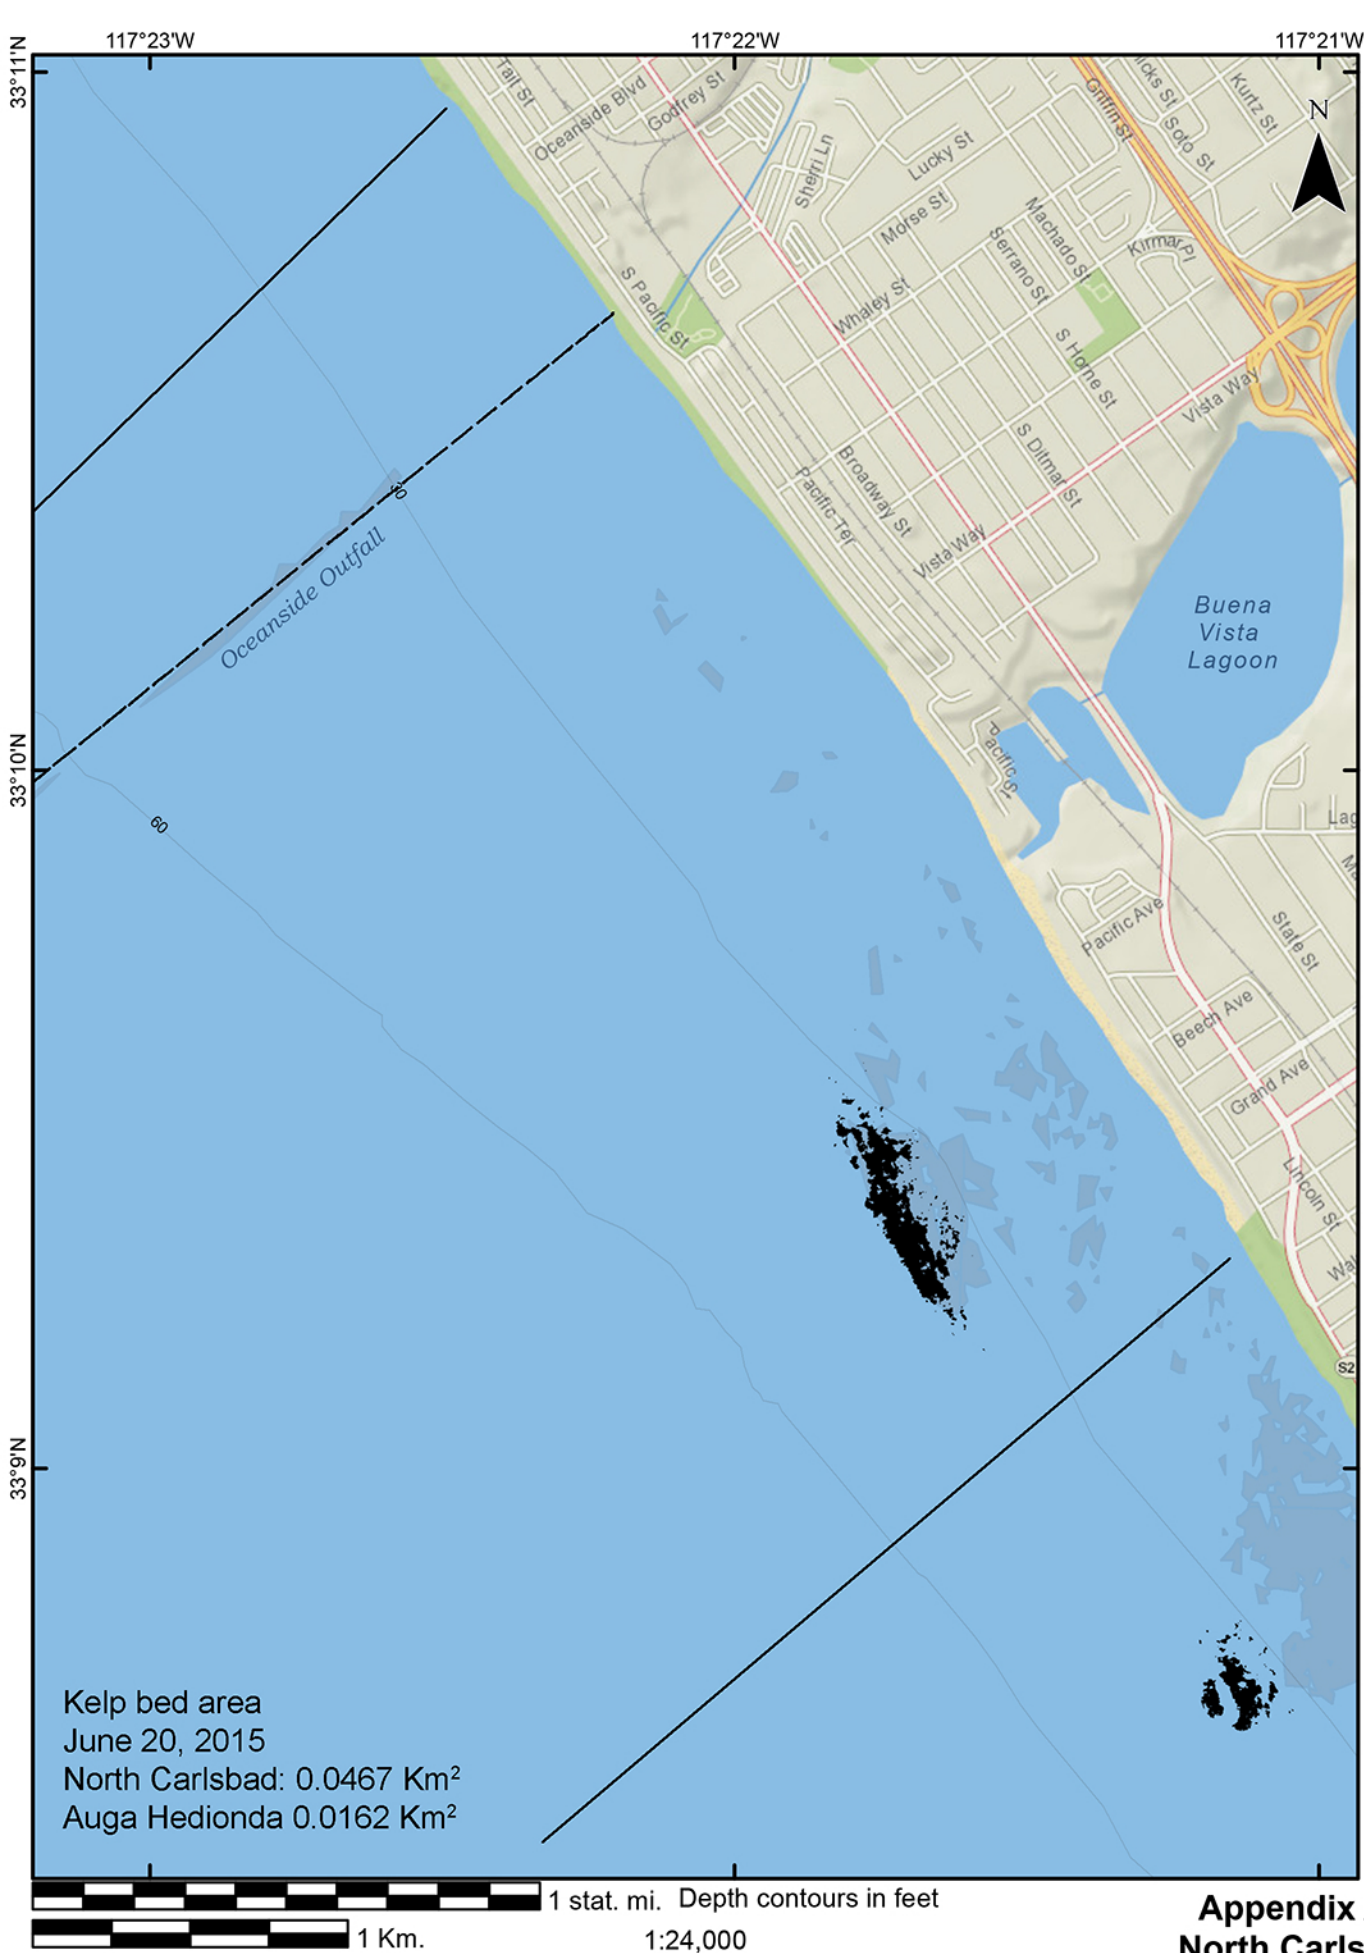 117°23'W
117°22'W
117°21'W
33°11'N
33°10'N
33°9'N
N
Tait St
Oceanside Blvd
Godfrey St
Sherri Ln
Lucky St
Morse St
Whaley St
Griffin St
Soto St
Kurtz St
Machado St
Serrano St
Kirmar Pl
S Horne St
Vista Way
S Pacific St
S Ditmar St
Broadway St
Pacific Ter
Vista Way
30
Oceanside Outfall
Buena
Vista
Lagoon
Pacific St
60
Pacific Ave
State St
Beech Ave
Grand Ave
Lincoln St
S2
Kelp bed area
June 20, 2015
North Carlsbad: 0.0467 Km²
Auga Hedionda 0.0162 Km²
1 stat. mi. Depth contours in feet
1 Km.
1:24,000
Appendix
North Carls